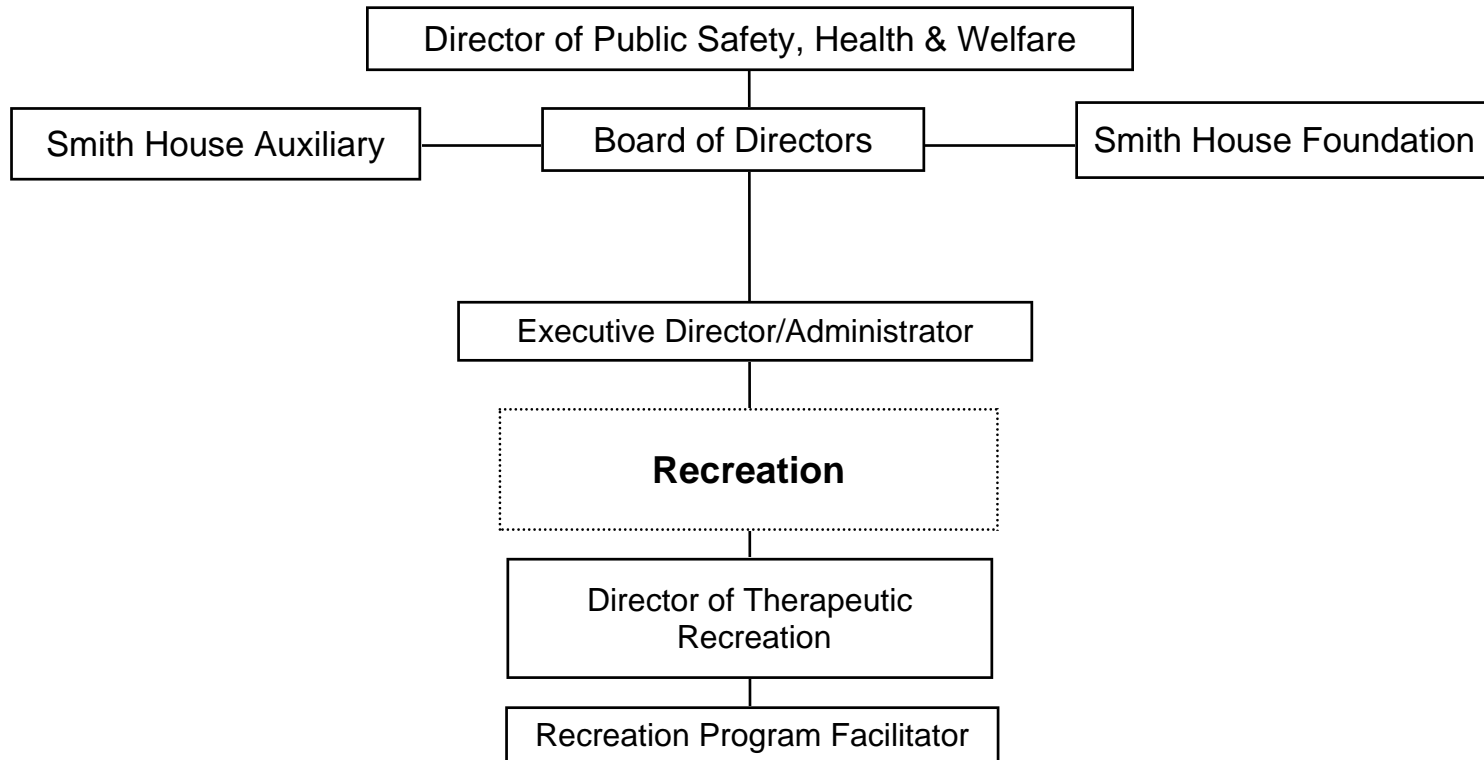 Director of Public Safety, Health & Welfare
Smith House Auxiliary
Board of Directors
Smith House Foundation
Executive Director/Administrator
Recreation
Director of Therapeutic
Recreation
Recreation Program Facilitator